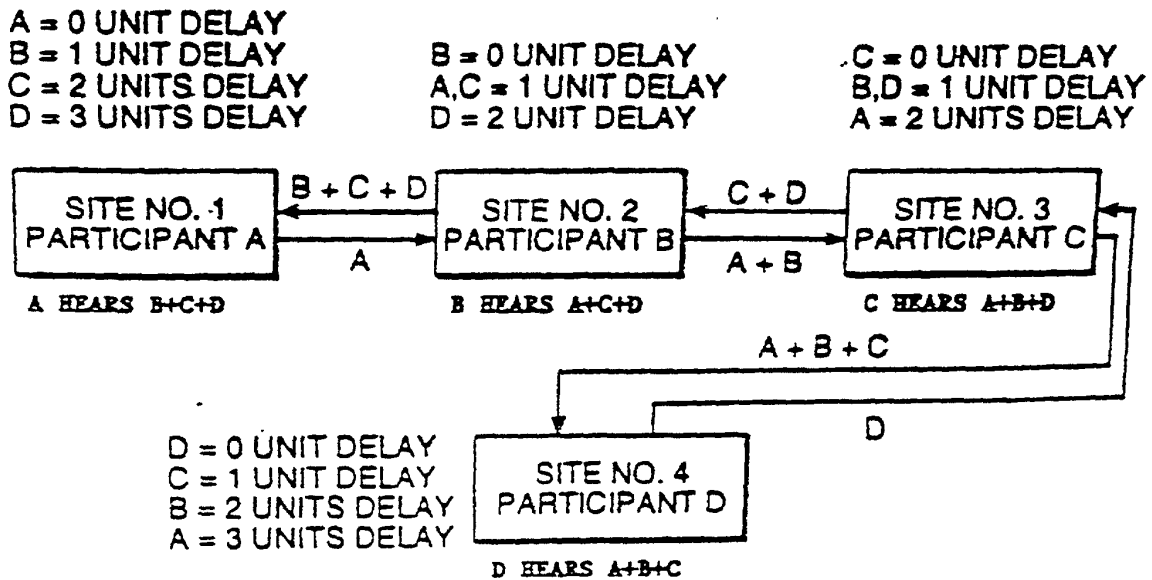 A = 0 UNIT DELAY
B = 1 UNIT DELAY
C = 2 UNITS DELAY
D = 3 UNITS DELAY
B = 0 UNIT DELAY
A,C = 1 UNIT DELAY
D = 2 UNIT DELAY
C = 0 UNIT DELAY
B,D = 1 UNIT DELAY
A = 2 UNITS DELAY
SITE NO. 1
PARTICIPANT A
B + C + D
A
SITE NO. 2
PARTICIPANT B
C + D
A + B
SITE NO. 3
PARTICIPANT C
A HEARS B+C+D
B HEARS A+C+D
C HEARS A+B+D
A + B + C
D
D = 0 UNIT DELAY
C = 1 UNIT DELAY
B = 2 UNITS DELAY
A = 3 UNITS DELAY
SITE NO. 4
PARTICIPANT D
D HEARS A+B+C